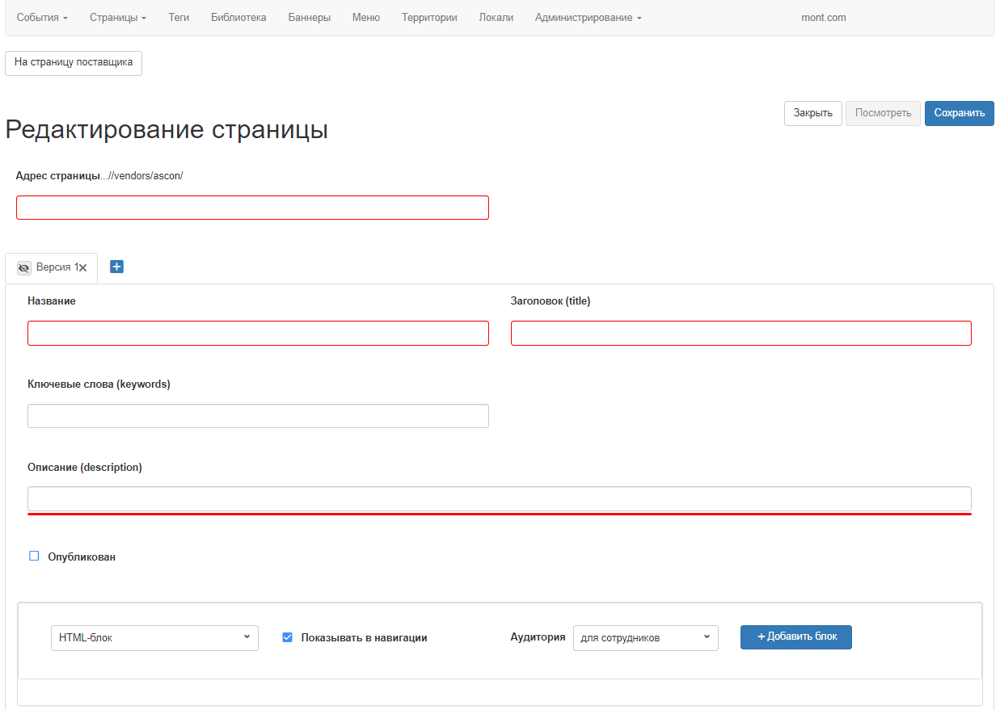 События Страницы Теги Библиотека Баннеры Меню Территории Локали Администрирование mont.com
На страницу поставщика
Закрыть Посмотреть Сохранить
Редактирование страницы
Адрес страницы...//vendors/ascon/
Версия 1
Название Заголовок (title)
Ключевые слова (keywords)
Описание (description)
Опубликован
HTML-блок Показывать в навигации Аудитория для сотрудников +Добавить блок